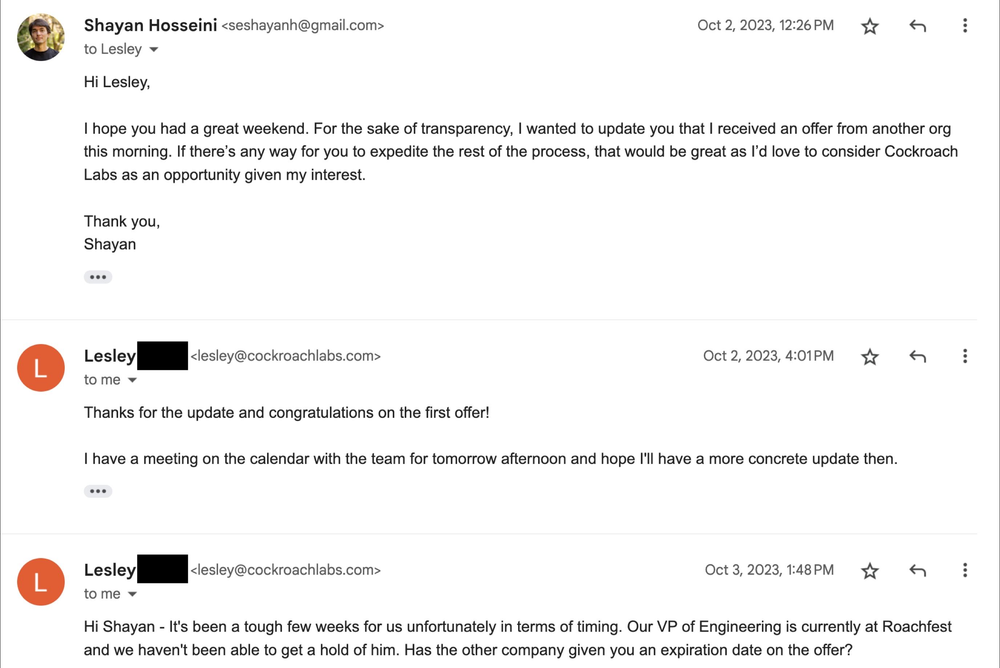 Shayan Hosseini <seshayanh@gmail.com> Oct 2, 2023, 12:26 PM
to Lesley
Hi Lesley,
I hope you had a great weekend. For the sake of transparency, I wanted to update you that I received an offer from another org
this morning. If there’s any way for you to expedite the rest of the process, that would be great as I’d love to consider Cockroach
Labs as an opportunity given my interest.
Thank you,
Shayan
Lesley <lesley@cockroachlabs.com> Oct 2, 2023, 4:01 PM
L
to me
Thanks for the update and congratulations on the first offer!
I have a meeting on the calendar with the team for tomorrow afternoon and hope I'll have a more concrete update then.
Lesley <lesley@cockroachlabs.com> Oct 3, 2023, 1:48 PM
L
to me
Hi Shayan - It's been a tough few weeks for us unfortunately in terms of timing. Our VP of Engineering is currently at Roachfest
and we haven't been able to get a hold of him. Has the other company given you an expiration date on the offer?